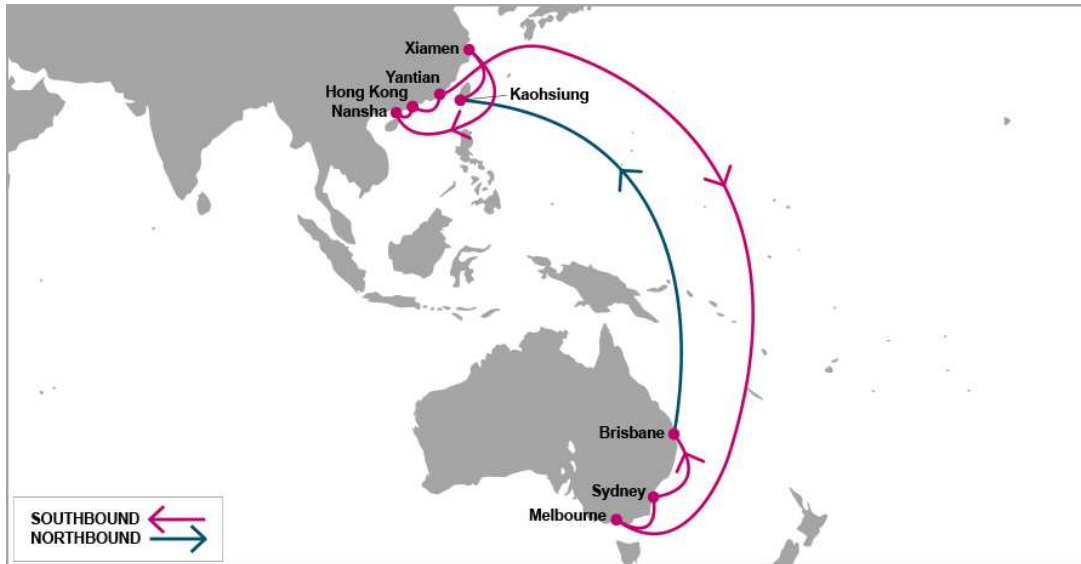 Xiamen
Yantian
Hong Kong
Nansha
Kaohsiung
Brisbane
Sydney
Melbourne
SOUTHBOUND
NORTHBOUND